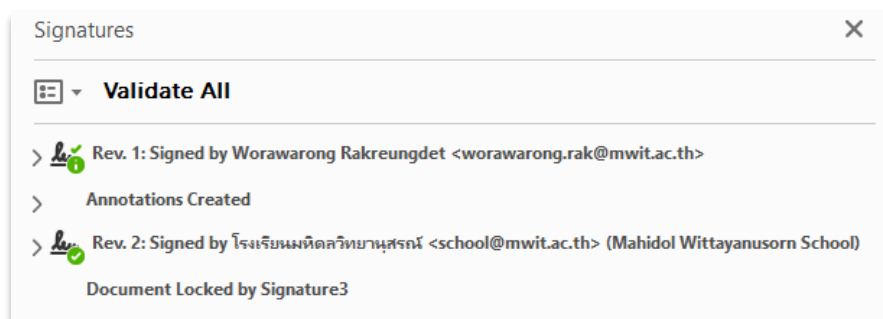 Signatures
Validate All
Rev. 1: Signed by Worawarong Rakreungdet <worawarong.rak@mwit.ac.th>
Annotations Created
Rev. 2: Signed by โรงเรียนมหิดลวิทยานุสรณ์ <school@mwit.ac.th> (Mahidol Wittayanusorn School)
Document Locked by Signature3